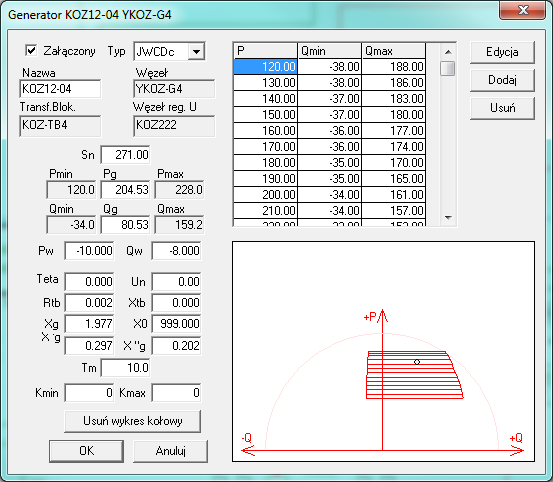 Generator KOZ12-04 YKOZ-G4
Załączony Typ JWCDc
Nazwa Węzeł
KOZ12-04 YKOZ-G4
Transf.Blok. Węzeł reg. U
KOZ-TB4 KOZ222
Sn 271.00
Pmin Pg Pmax
120.0 204.53 228.0
Qmin Qg Qmax
-34.0 80.53 159.2
Pw -10.000 Qw -8.000
Teta 0.000 Un 0.00
Rtb 0.002 Xtb 0.000
Xg 1.977 X0 999.000
X 'g 0.297 X "g 0.202
Tm 10.0
Kmin 0 Kmax 0
Usuń wykres kołowy
OK Anuluj
P Qmin Qmax
120.00 -38.00 188.00
130.00 -38.00 186.00
140.00 -37.00 183.00
150.00 -37.00 180.00
160.00 -36.00 177.00
170.00 -36.00 174.00
180.00 -35.00 170.00
190.00 -35.00 165.00
200.00 -34.00 161.00
210.00 -34.00 157.00
Edycja
Dodaj
Usuń
+P
-Q +Q